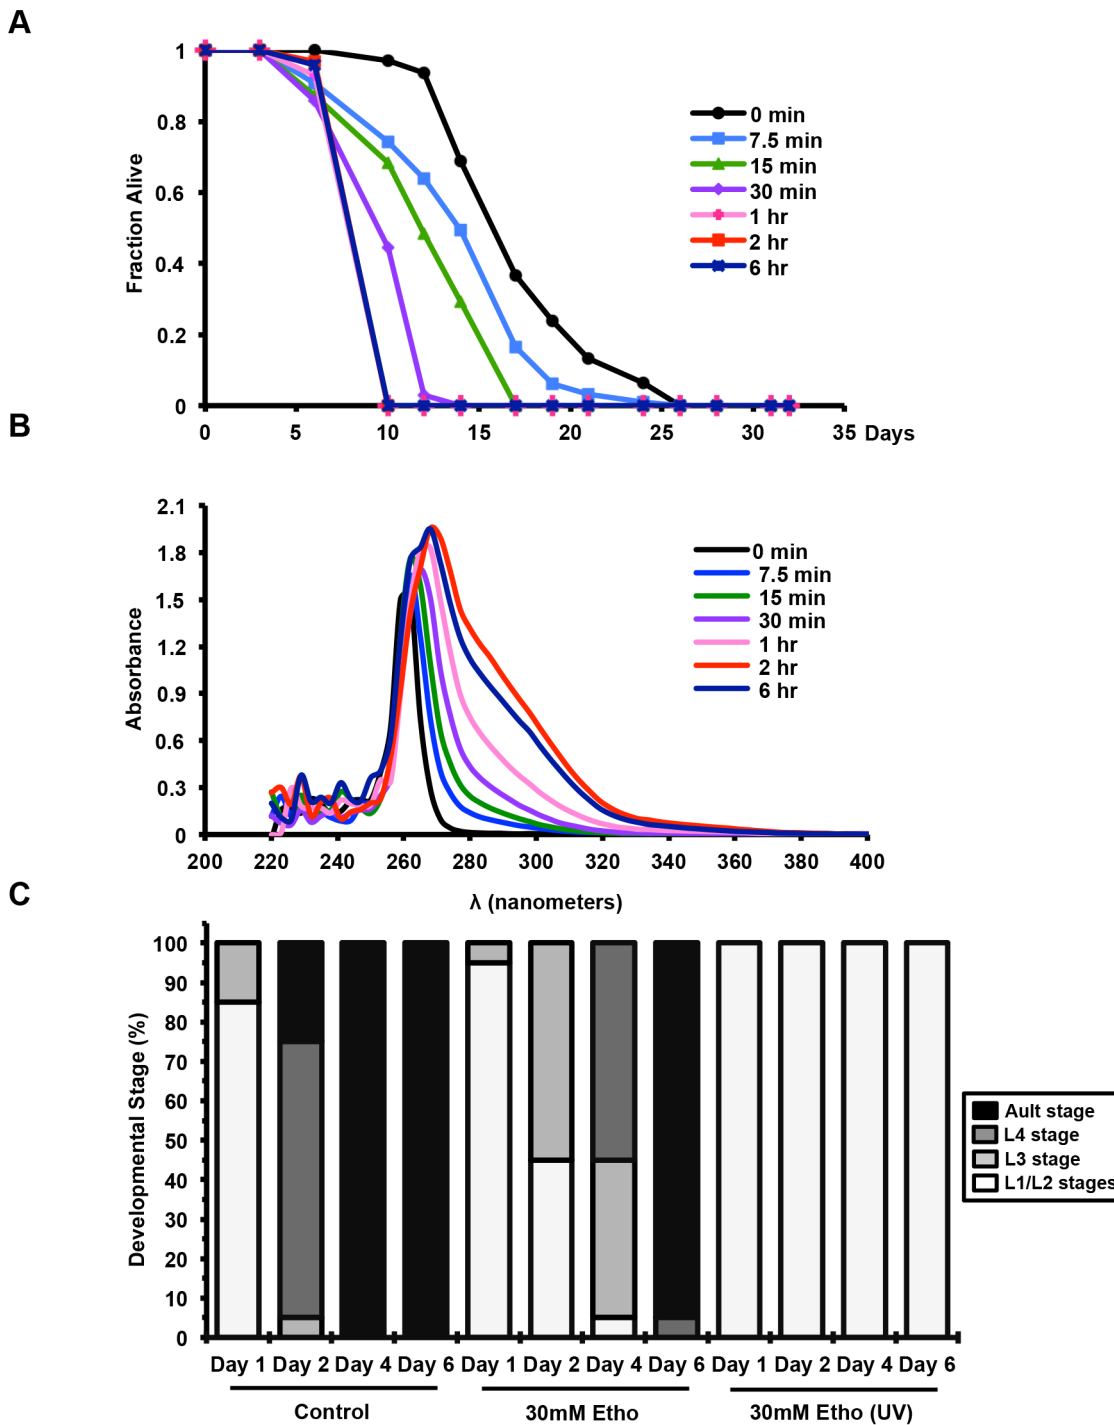 A
1
0.8
0.6
0.4
0.2
0
Fraction Alive
0 min
7.5 min
15 min
30 min
1 hr
2 hr
6 hr
0 5 10 15 20 25 30 35 Days
B
2.1
1.8
1.5
1.2
0.9
0.6
0.3
0
Absorbance
0 min
7.5 min
15 min
30 min
1 hr
2 hr
6 hr
200 220 240 260 280 300 320 340 360 380 400
λ (nanometers)
C
100
90
80
70
60
50
40
30
20
10
0
Developmental Stage (%)
Ault stage
L4 stage
L3 stage
L1/L2 stages
Day 1 Day 2 Day 4 Day 6 Day 1 Day 2 Day 4 Day 6 Day 1 Day 2 Day 4 Day 6
Control 30mM Etho 30mM Etho (UV)